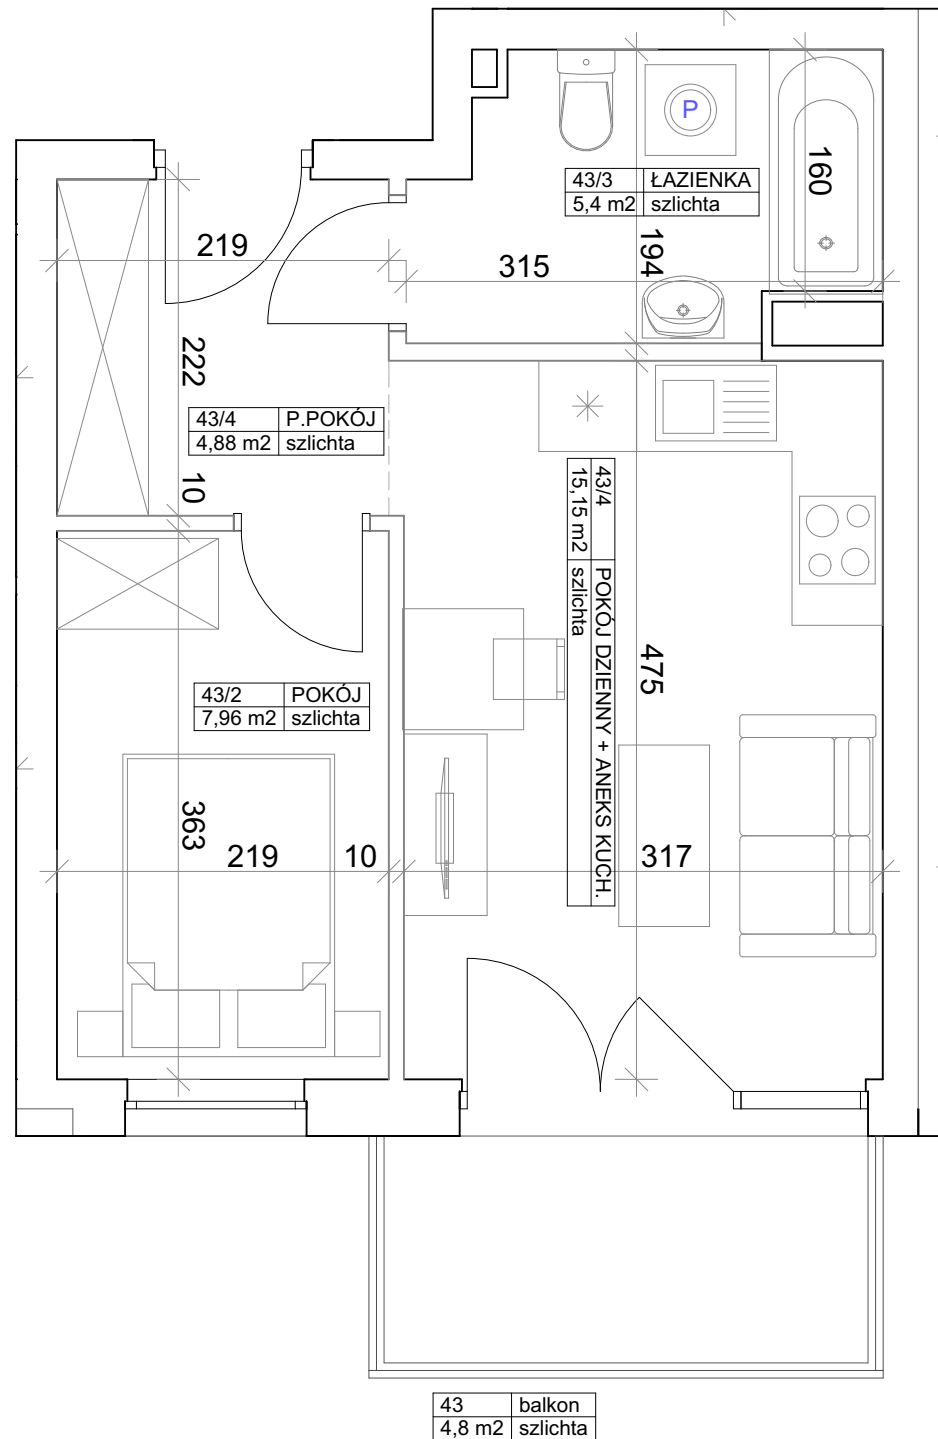 P
160
43/3 ŁAZIENKA
5,4 m2 szlichta
194
219
315
222
43/4 P.POKÓJ
4,88 m2 szlichta
10
43/4 POKÓJ DZIENNY + ANEKS KUCH.
15,15 m2 szlichta
475
43/2 POKÓJ
7,96 m2 szlichta
363
219
10
317
43 balkon
4,8 m2 szlichta